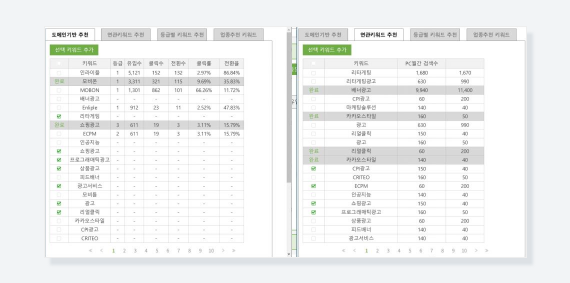 도메인기반 추천 연관키워드 추천 등급별 키워드 추천 업종추천 키워드
선택 키워드 추가
키워드 등급 유입수 클릭수 전환수 클릭률 전환율
인라이플 1 5,121 152 132 2.97% 86.84%
완료 모비온 1 3,311 321 115 9.69% 35.83%
MOBON 1 1,301 862 101 66.26% 11.72%
배너광고 - - - - - -
Enliple 1 912 23 11 2.52% 47.83%
리타게팅 - - - - - -
완료 쇼핑광고 3 611 19 3 3.11% 15.79%
ECPM 2 611 19 3 3.11% 15.79%
인공지능 - - - - - -
쇼핑광고 - - - - - -
프로그래매틱광고 - - - - - -
상품광고 - - - - - -
피드배너 - - - - - -
광고서비스 - - - - - -
모비톨 - - - - - -
광고 - - - - - -
리얼클릭 - - - - - -
카카오스타일 - - - - - -
CPI광고 - - - - - -
CRITEO - - - - - -
« < 1 2 3 4 5 6 7 8 9 10 > »
도메인기반 추천 연관키워드 추천 등급별 키워드 추천 업종추천 키워드
선택 키워드 추가
키워드 PC월간 검색수
리타게팅 1,680 1,670
리타게팅광고 630 990
완료 배너광고 9,940 11,400
CPI광고 60 200
마케팅솔루션 140 40
완료 카카오스타일 160 50
광고 630 990
리얼클릭 150 40
광고 160 50
완료 리얼클릭 60 200
완료 카카오스타일 140 40
CPI광고 150 40
CRITEO 160 50
ECPM 60 200
인공지능 140 40
쇼핑광고 150 40
프로그래매틱광고 160 50
상품광고 60 200
피드배너 140 40
광고서비스 140 40
« < 1 2 3 4 5 6 7 8 9 10 > »